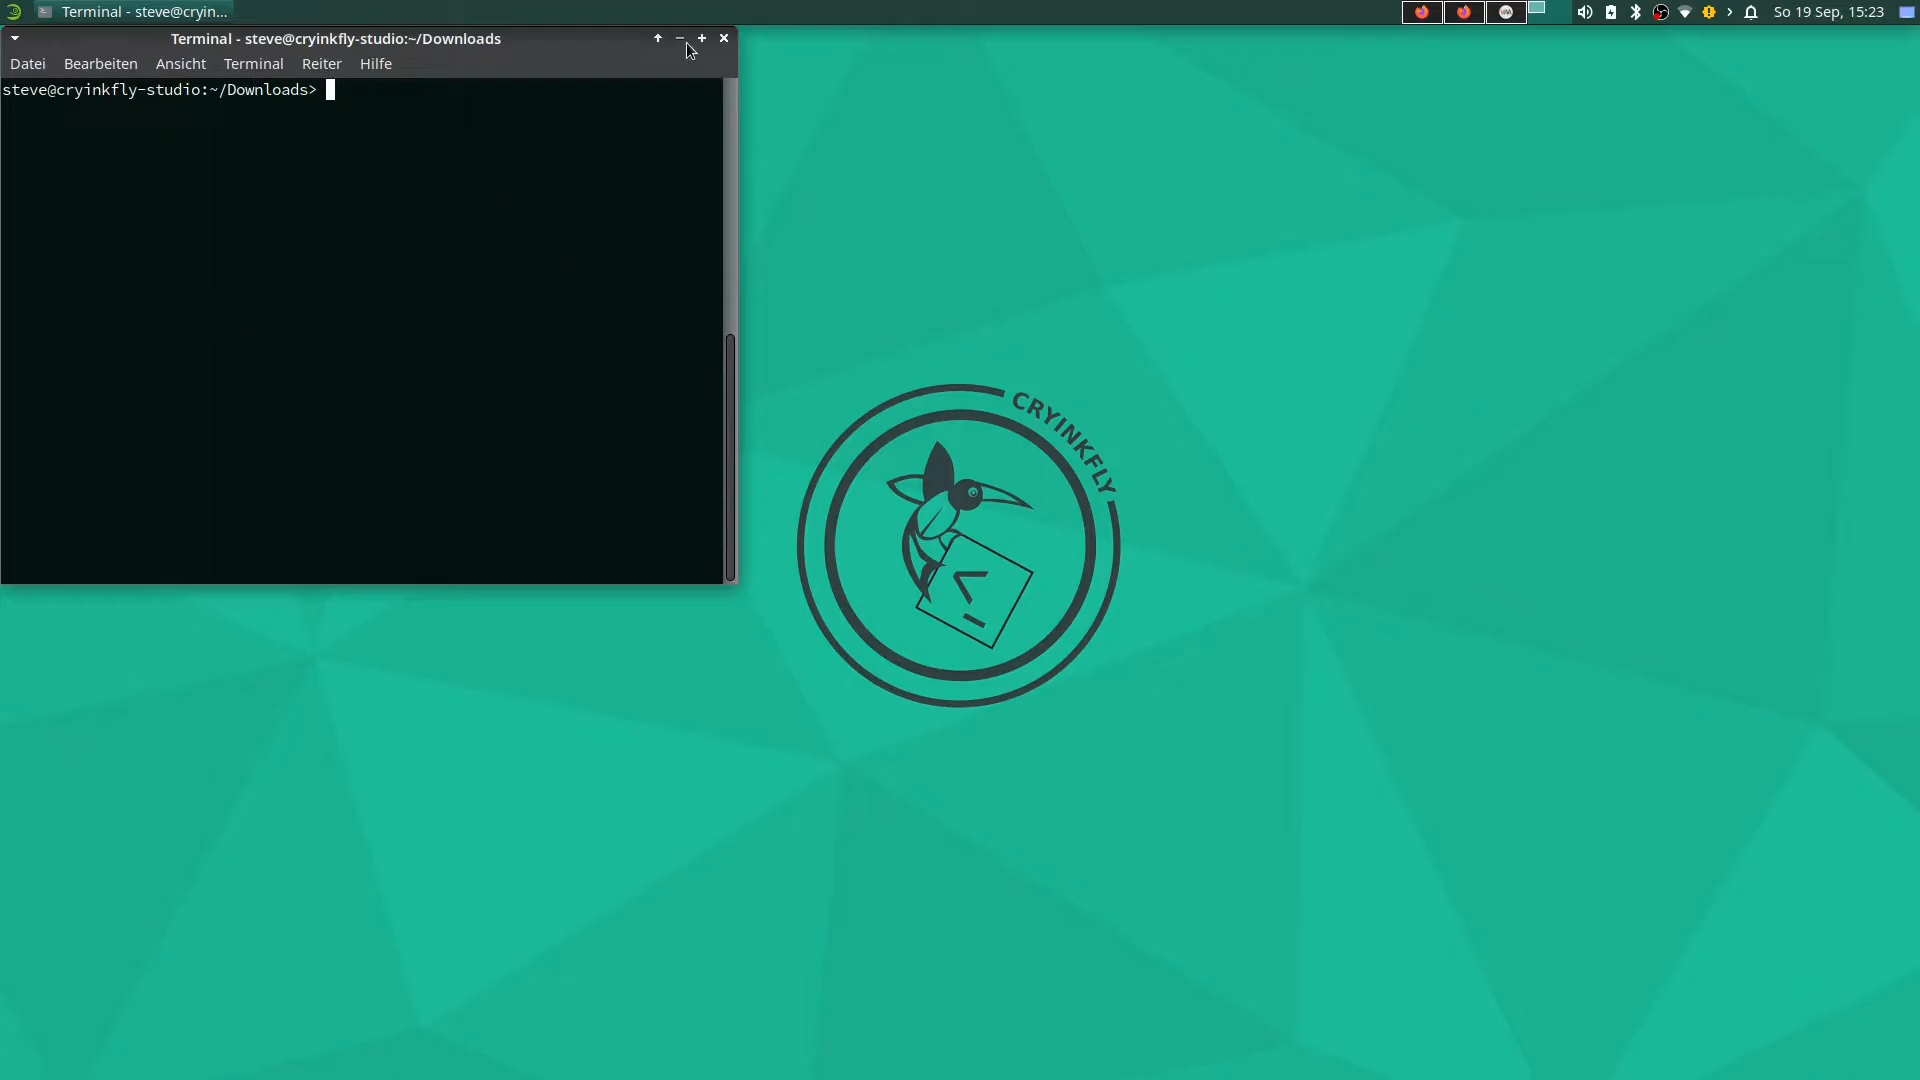 Terminal - steve@cryin...
So 19 Sep, 15:23
Terminal - steve@cryinkfly-studio:~/Downloads
Datei Bearbeiten Ansicht Terminal Reiter Hilfe
steve@cryinkfly-studio:~/Downloads>
CRYINKFLY